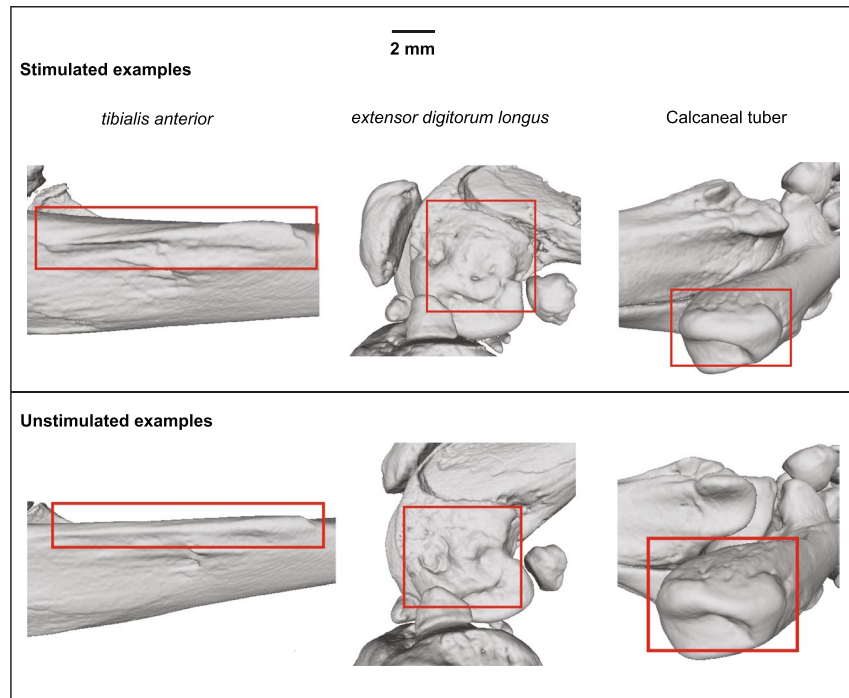 2 mm
Stimulated examples
tibialis anterior
extensor digitorum longus
Calcaneal tuber
Unstimulated examples